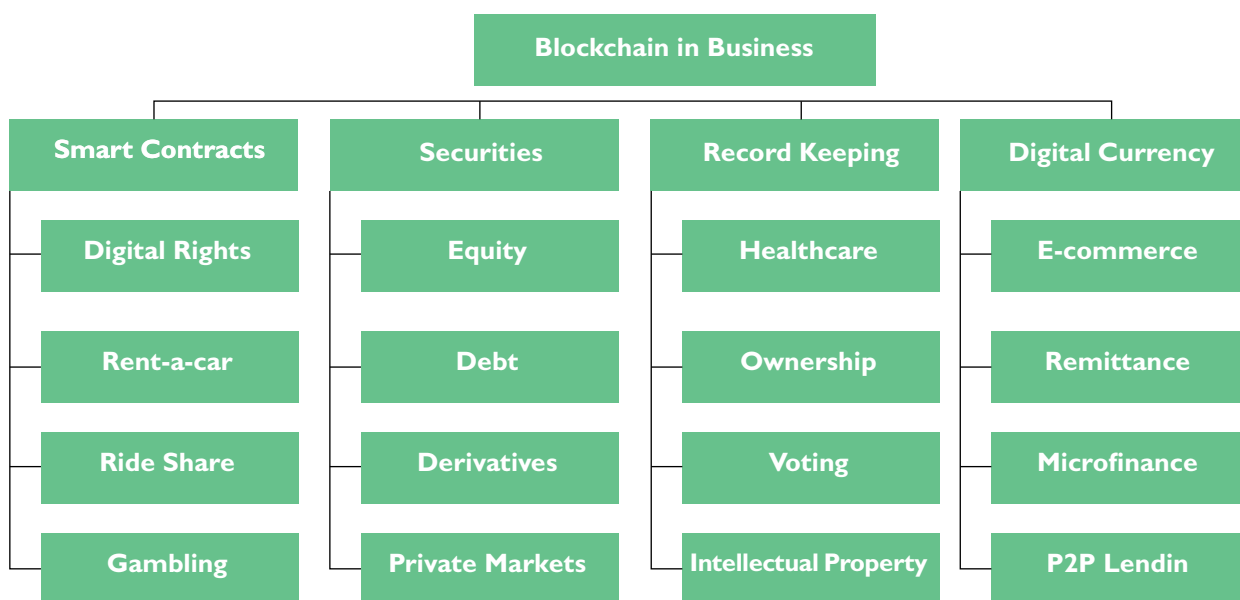 Blockchain in Business
Smart Contracts
Securities
Record Keeping
Digital Currency
Digital Rights
Equity
Healthcare
E-commerce
Rent-a-car
Debt
Ownership
Remittance
Ride Share
Derivatives
Voting
Microfinance
Gambling
Private Markets
Intellectual Property
P2P Lendin